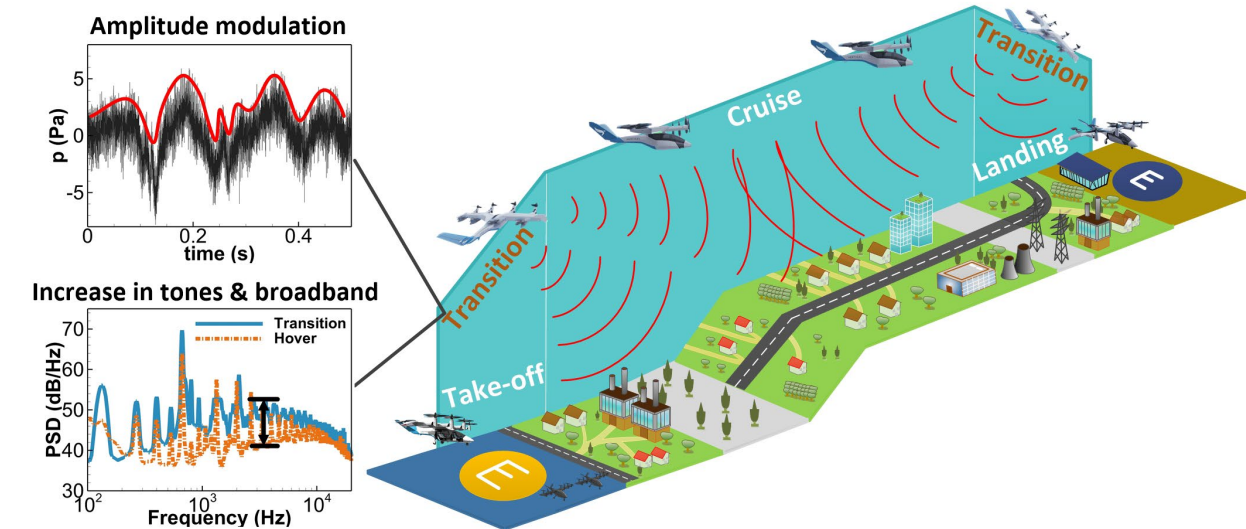 Amplitude modulation
p (Pa)
5
0
-5
0
0.2
0.4
time (s)
Increase in tones & broadband
PSD (dB/Hz)
70
60
50
40
30
Transition
Hover
10²
10³
10⁴
Frequency (Hz)
Take-off
Transition
Cruise
Transition
Landing
E
E